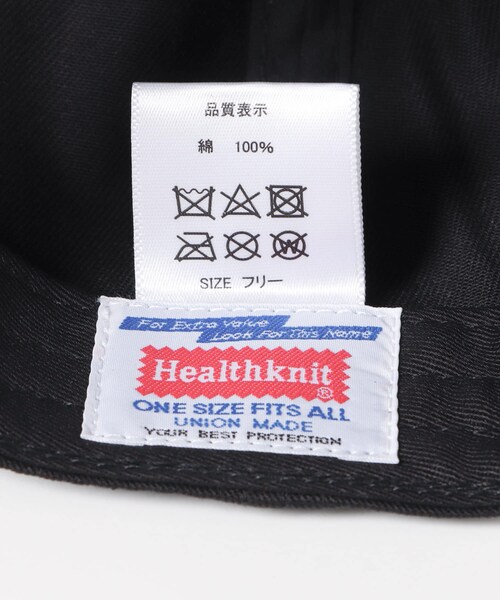 品質表示
綿 100%
W
SIZE フリー
For Extra Value
Look For This Name
Healthknit®
ONE SIZE FITS ALL
UNION MADE
YOUR BEST PROTECTION